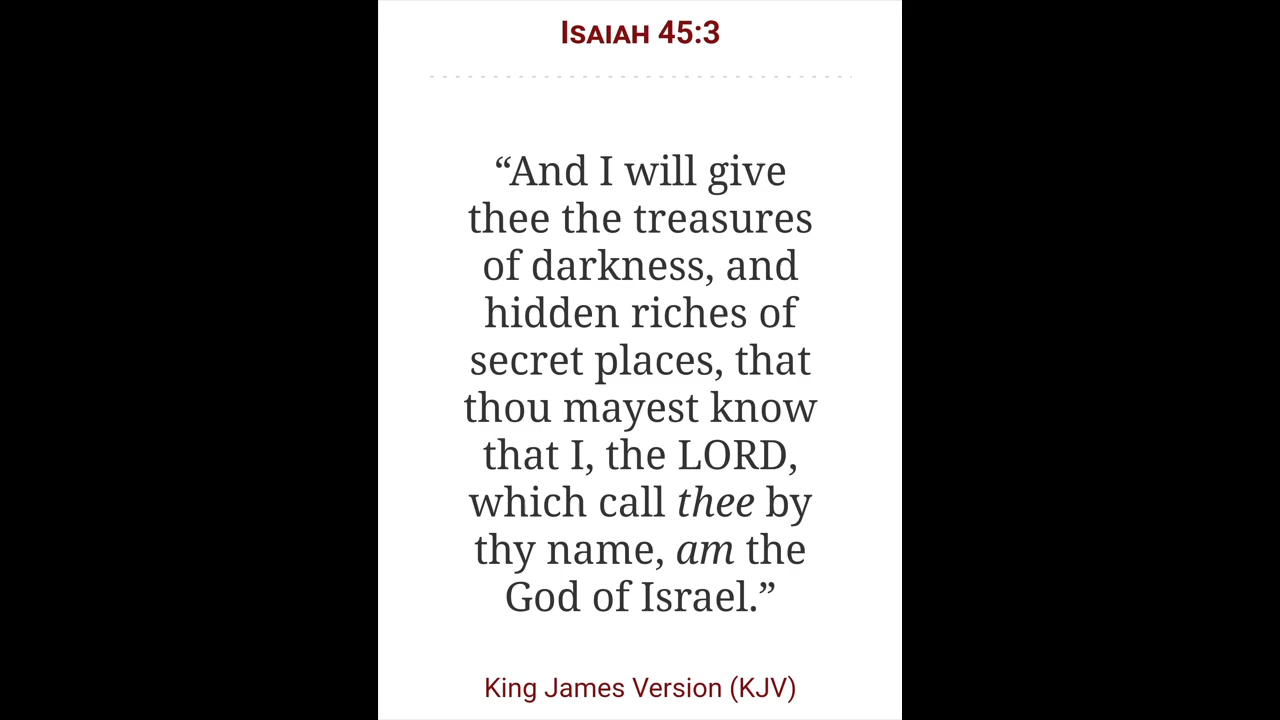 Isaiah 45:3
“And I will give
thee the treasures
of darkness, and
hidden riches of
secret places, that
thou mayest know
that I, the LORD,
which call thee by
thy name, am the
God of Israel.”
King James Version (KJV)